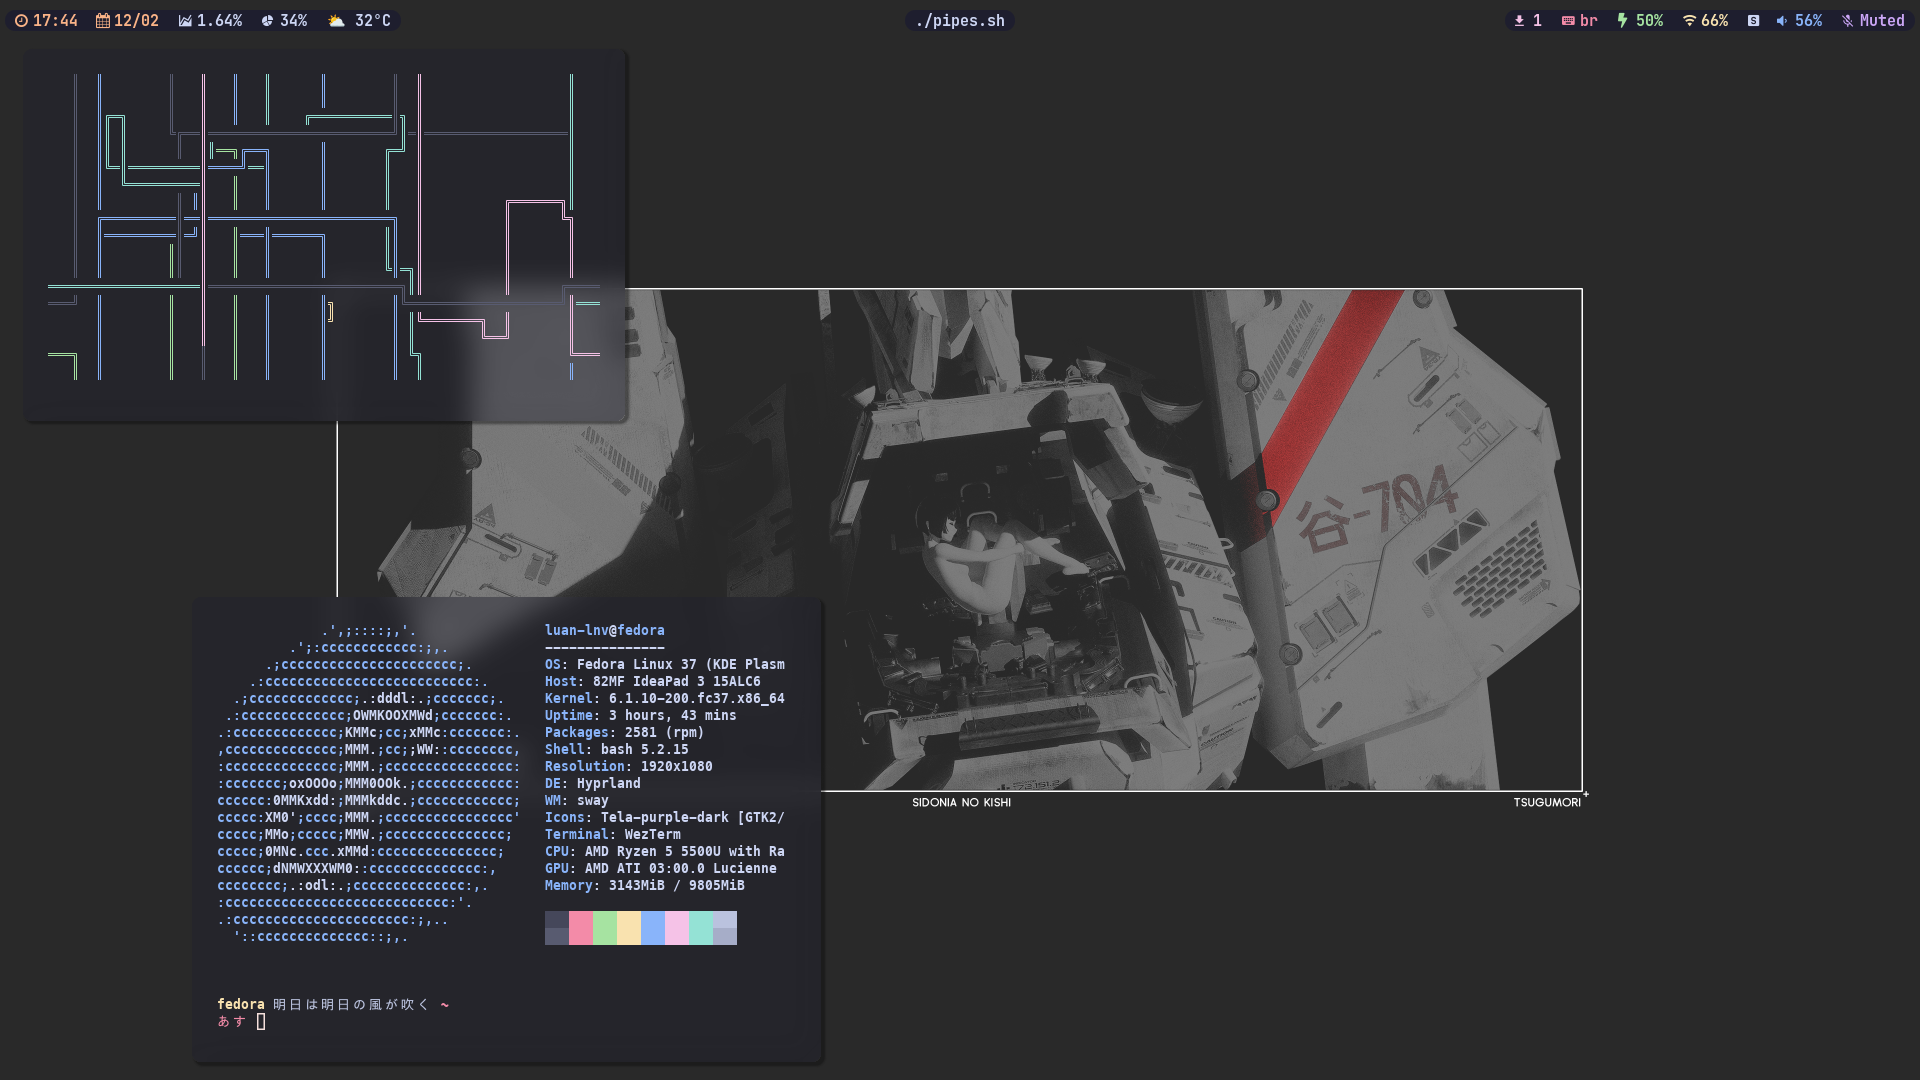 17:44 12/02 1.64% 34% 32°C
./pipes.sh
1 br 50% 66% S 56% Muted
谷-704
SIDONIA NO KISHI
TSUGUMORI
.',;::::;,'.
.';:cccccccccccc:;,.
.;cccccccccccccccccccccc;.
.:cccccccccccccccccccccccccc:.
.;ccccccccccccc;.:dddl:.;ccccccc;.
.:ccccccccccccc;OWMKOOXMWd;ccccccc:.
.:ccccccccccccc;KMMc;cc;xMMc:ccccccc:.
,cccccccccccccc;MMM.;cc;;WW::cccccccc,
:cccccccccccccc;MMM.;cccccccccccccccc:
:ccccccc;oxOOOo;MMM0OOk.;cccccccccccc:
cccccc:0MMKxdd:;MMMkddc.;cccccccccccc;
ccccc:XM0';cccc;MMM.;cccccccccccccccc'
ccccc;MMo;ccccc;MMW.;ccccccccccccccc;
ccccc;0MNc.ccc.xMMd:ccccccccccccccc;
cccccc;dNMWXXXWM0::cccccccccccccc:,
cccccccc;.:odl:.;cccccccccccccc:,.
:cccccccccccccccccccccccccccc:'.
.:cccccccccccccccccccccc:;,..
'::cccccccccccccc::;,.
luan-lnv@fedora
---------------
OS: Fedora Linux 37 (KDE Plasm
Host: 82MF IdeaPad 3 15ALC6
Kernel: 6.1.10-200.fc37.x86_64
Uptime: 3 hours, 43 mins
Packages: 2581 (rpm)
Shell: bash 5.2.15
Resolution: 1920x1080
DE: Hyprland
WM: sway
Icons: Tela-purple-dark [GTK2/
Terminal: WezTerm
CPU: AMD Ryzen 5 5500U with Ra
GPU: AMD ATI 03:00.0 Lucienne
Memory: 3143MiB / 9805MiB
fedora 明日は明日の風が吹く ~
あす